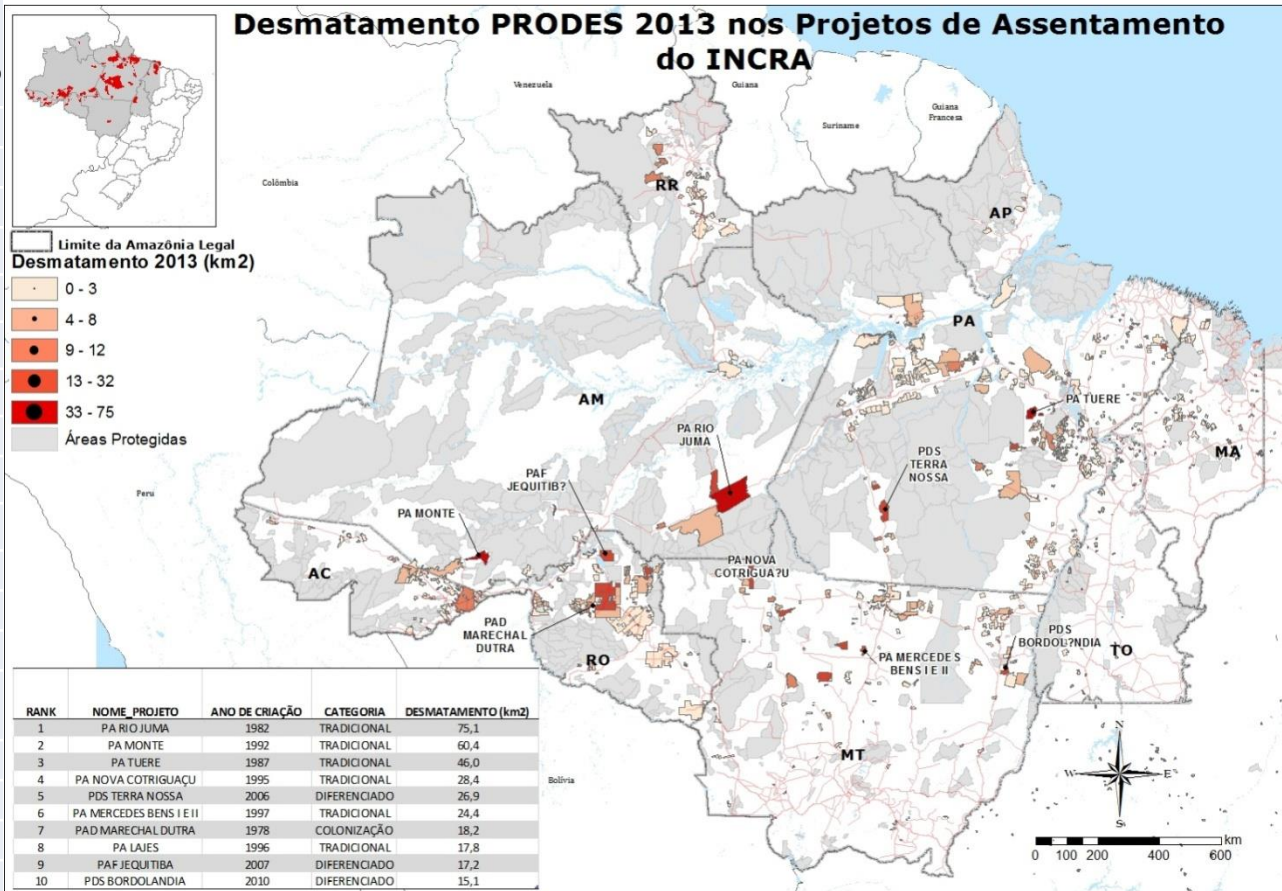 Desmatamento PRODES 2013 nos Projetos de Assentamento
do INCRA
Venezuela
Guiana
Suriname
Guiana
Francesa
Colômbia
RR
AP
Limite da Amazônia Legal
Desmatamento 2013 (km2)
0 - 3
4 - 8
9 - 12
13 - 32
33 - 75
Áreas Protegidas
PA
AM
PA TUERE
PA RIO
JUMA
MA
PDS
TERRA
NOSSA
PAF
JEQUITIB?
Peru
PA MONTE
PA NOVA
COTRIGUA?U
AC
PAD
MARECHAL
DUTRA
PDS
BORDOL?NDIA
TO
RO
PA MERCEDES
BENS I E II
MT
Bolívia
RANK NOME_PROJETO ANO DE CRIAÇÃO CATEGORIA DESMATAMENTO (km2)
1 PA RIO JUMA 1982 TRADICIONAL 75,1
2 PA MONTE 1992 TRADICIONAL 60,4
3 PA TUERE 1987 TRADICIONAL 46,0
4 PA NOVA COTRIGUAÇU 1995 TRADICIONAL 28,4
5 PDS TERRA NOSSA 2006 DIFERENCIADO 26,9
6 PA MERCEDES BENS I E II 1997 TRADICIONAL 24,4
7 PAD MARECHAL DUTRA 1978 COLONIZAÇÃO 18,2
8 PA LAJES 1996 TRADICIONAL 17,8
9 PAF JEQUITIBA 2007 DIFERENCIADO 17,2
10 PDS BORDOLANDIA 2010 DIFERENCIADO 15,1
N
W E
S
km
0 100 200 400 600